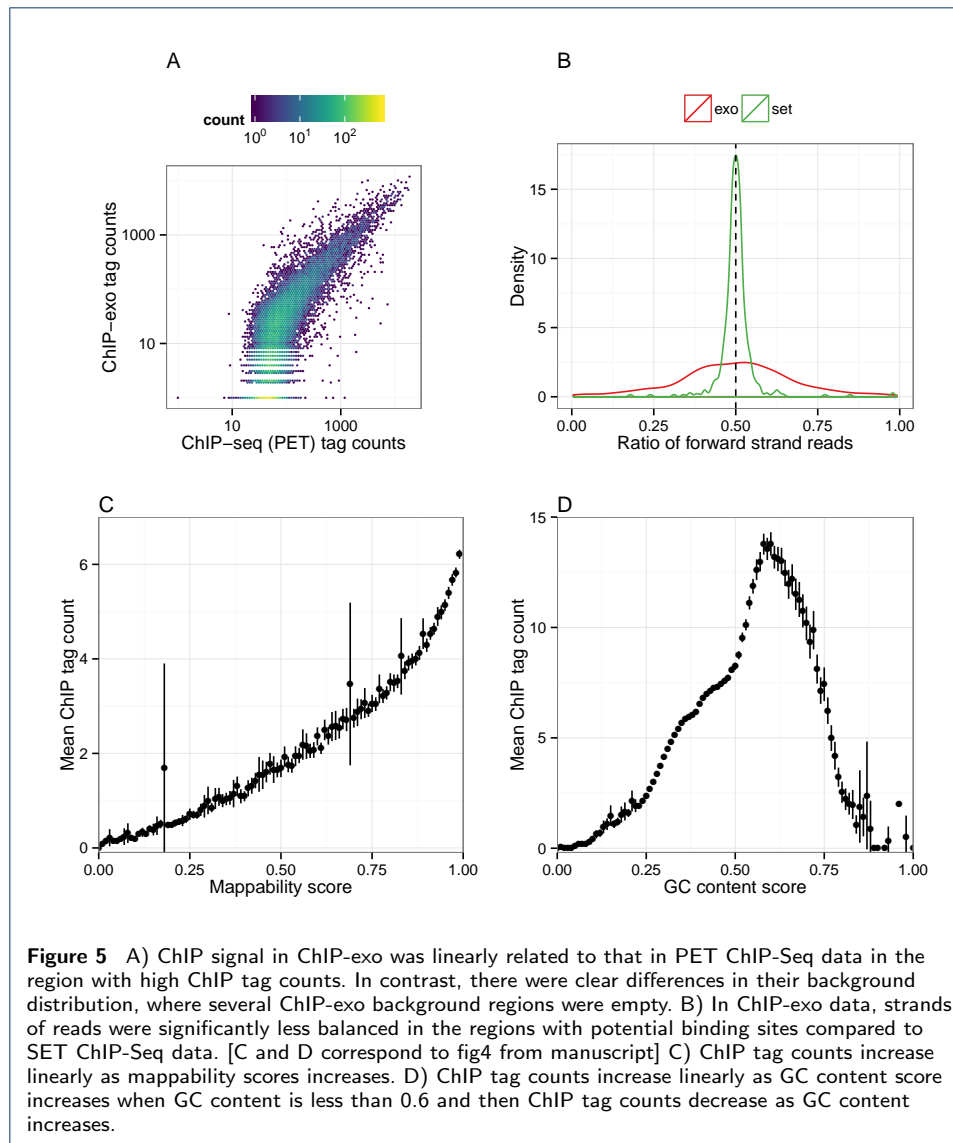 A
count
10⁰ 10¹ 10²
1000
10
ChIP−exo tag counts
10 1000
ChIP−seq (PET) tag counts
B
exo set
15
10
5
0
Density
0.00 0.25 0.50 0.75 1.00
Ratio of forward strand reads
C
6
4
2
0
Mean ChIP tag count
0.00 0.25 0.50 0.75 1.00
Mappability score
D
15
10
5
0
Mean ChIP tag count
0.00 0.25 0.50 0.75 1.00
GC content score
Figure 5 A) ChIP signal in ChIP-exo was linearly related to that in PET ChIP-Seq data in the
region with high ChIP tag counts. In contrast, there were clear differences in their background
distribution, where several ChIP-exo background regions were empty. B) In ChIP-exo data, strands
of reads were significantly less balanced in the regions with potential binding sites compared to
SET ChIP-Seq data. [C and D correspond to fig4 from manuscript] C) ChIP tag counts increase
linearly as mappability scores increases. D) ChIP tag counts increase linearly as GC content score
increases when GC content is less than 0.6 and then ChIP tag counts decrease as GC content
increases.